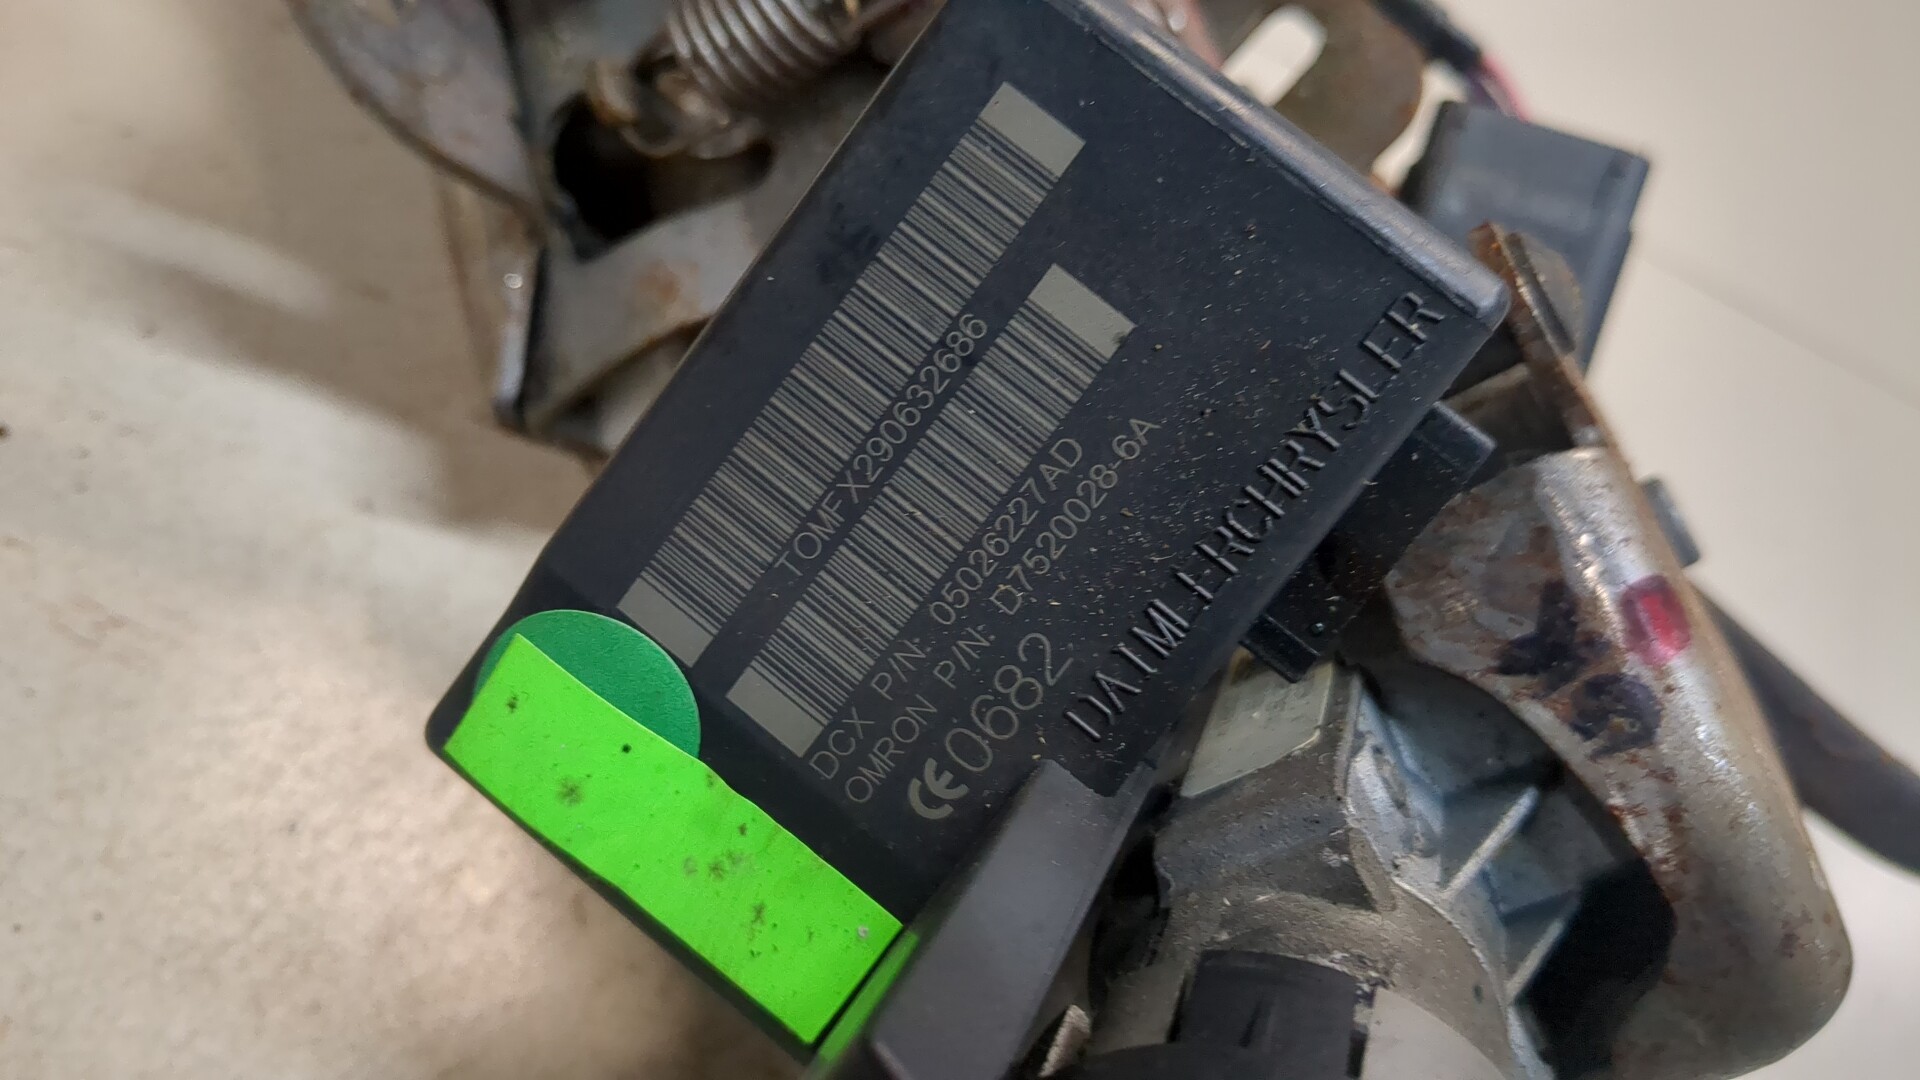 TOMFX290632686
DCX P/N: 05026227AD
OMRON P/N: D7520028-6A
CE0682
DAIMLERCHRYSLER